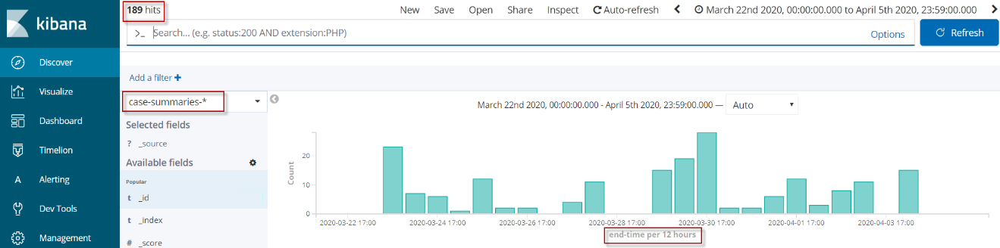 189 hits
New Save Open Share Inspect Auto-refresh March 22nd 2020, 00:00:00.000 to April 5th 2020, 23:59:00.000
kibana
>_ Search... (e.g. status:200 AND extension:PHP) Options Refresh
Discover
Visualize
Dashboard
Timelion
Alerting
Dev Tools
Management
Add a filter +
case-summaries-*
Selected fields
? _source
Available fields
Popular
t _id
t _index
# _score
March 22nd 2020, 00:00:00.000 - April 5th 2020, 23:59:00.000 — Auto
Count
20
10
0
2020-03-22 17:00 2020-03-24 17:00 2020-03-26 17:00 2020-03-28 17:00 2020-03-30 17:00 2020-04-01 17:00 2020-04-03 17:00
end-time per 12 hours